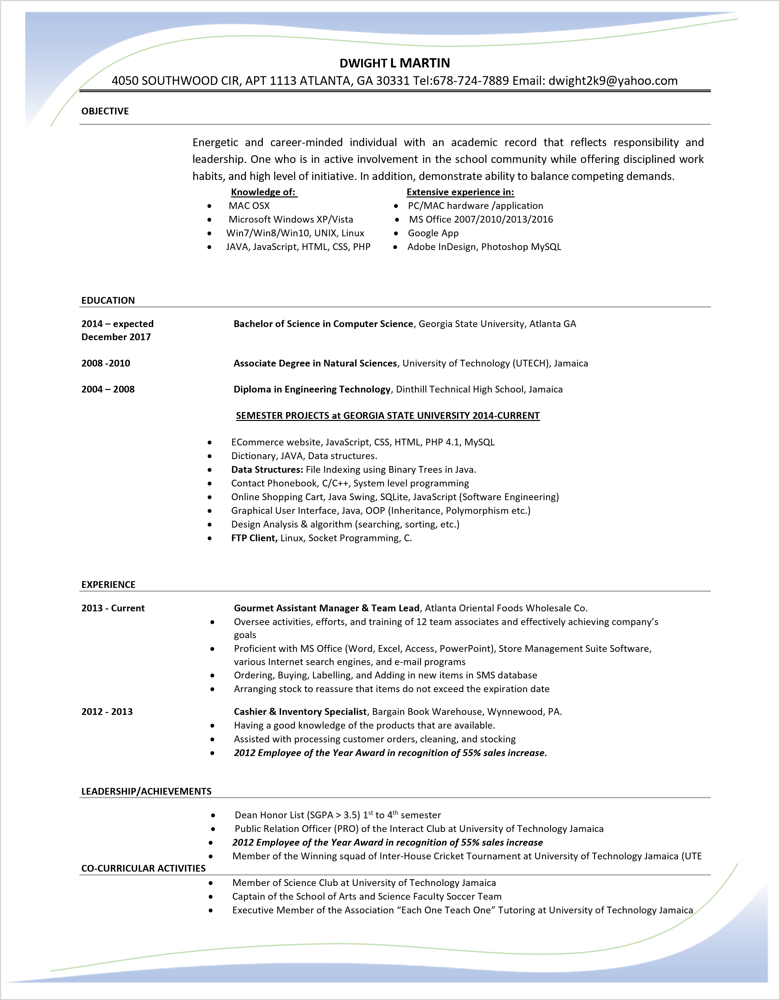 DWIGHT L MARTIN
4050 SOUTHWOOD CIR, APT 1113 ATLANTA, GA 30331 Tel:678-724-7889 Email: dwight2k9@yahoo.com
OBJECTIVE
Energetic and career-minded individual with an academic record that reflects responsibility and
leadership. One who is in active involvement in the school community while offering disciplined work
habits, and high level of initiative. In addition, demonstrate ability to balance competing demands.
Knowledge of: Extensive experience in:
• MAC OSX • PC/MAC hardware /application
• Microsoft Windows XP/Vista • MS Office 2007/2010/2013/2016
• Win7/Win8/Win10, UNIX, Linux • Google App
• JAVA, JavaScript, HTML, CSS, PHP • Adobe InDesign, Photoshop MySQL
EDUCATION
2014 – expected Bachelor of Science in Computer Science, Georgia State University, Atlanta GA
December 2017
2008 -2010 Associate Degree in Natural Sciences, University of Technology (UTECH), Jamaica
2004 – 2008 Diploma in Engineering Technology, Dinthill Technical High School, Jamaica
SEMESTER PROJECTS at GEORGIA STATE UNIVERSITY 2014-CURRENT
• ECommerce website, JavaScript, CSS, HTML, PHP 4.1, MySQL
• Dictionary, JAVA, Data structures.
• Data Structures: File Indexing using Binary Trees in Java.
• Contact Phonebook, C/C++, System level programming
• Online Shopping Cart, Java Swing, SQLite, JavaScript (Software Engineering)
• Graphical User Interface, Java, OOP (Inheritance, Polymorphism etc.)
• Design Analysis & algorithm (searching, sorting, etc.)
• FTP Client, Linux, Socket Programming, C.
EXPERIENCE
2013 - Current Gourmet Assistant Manager & Team Lead, Atlanta Oriental Foods Wholesale Co.
• Oversee activities, efforts, and training of 12 team associates and effectively achieving company’s
goals
• Proficient with MS Office (Word, Excel, Access, PowerPoint), Store Management Suite Software,
various Internet search engines, and e-mail programs
• Ordering, Buying, Labelling, and Adding in new items in SMS database
• Arranging stock to reassure that items do not exceed the expiration date
2012 - 2013 Cashier & Inventory Specialist, Bargain Book Warehouse, Wynnewood, PA.
• Having a good knowledge of the products that are available.
• Assisted with processing customer orders, cleaning, and stocking
• 2012 Employee of the Year Award in recognition of 55% sales increase.
LEADERSHIP/ACHIEVEMENTS
• Dean Honor List (SGPA > 3.5) 1st to 4th semester
• Public Relation Officer (PRO) of the Interact Club at University of Technology Jamaica
• 2012 Employee of the Year Award in recognition of 55% sales increase
• Member of the Winning squad of Inter-House Cricket Tournament at University of Technology Jamaica (UTE
CO-CURRICULAR ACTIVITIES
• Member of Science Club at University of Technology Jamaica
• Captain of the School of Arts and Science Faculty Soccer Team
• Executive Member of the Association “Each One Teach One” Tutoring at University of Technology Jamaica